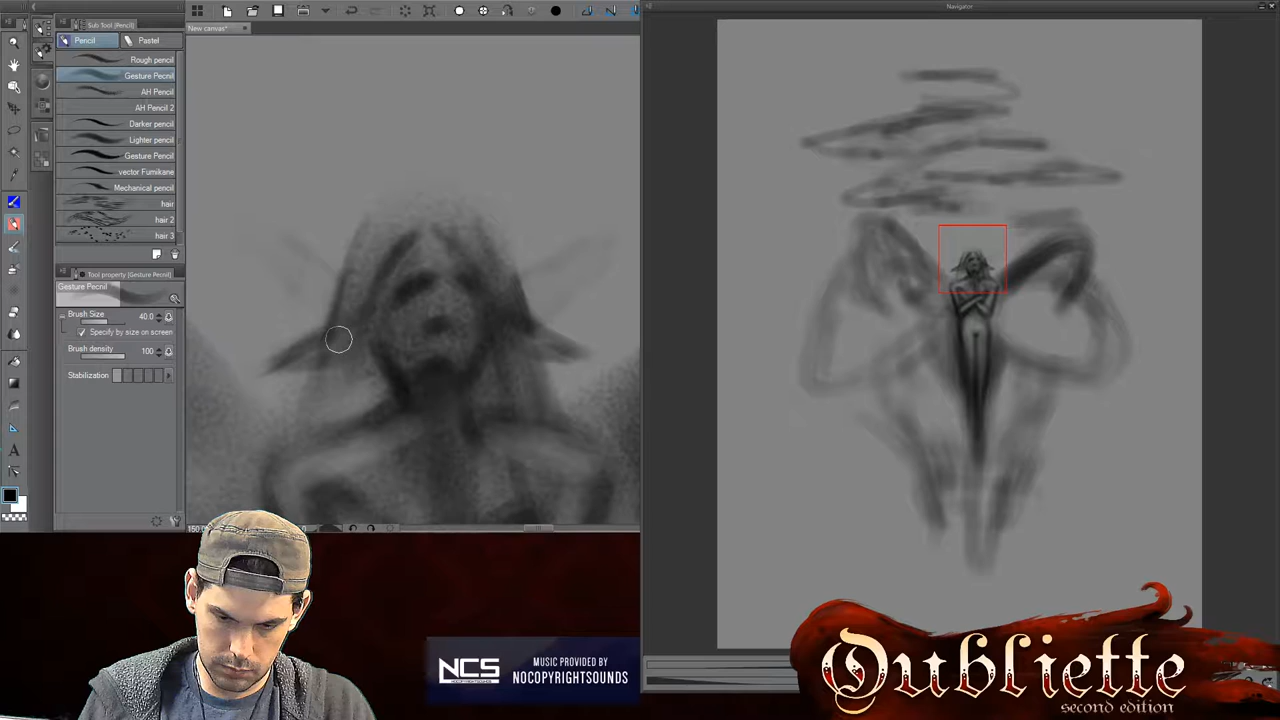 Sub Tool (Pencil)
Navigator
New canvas*
Pencil
Pastel
Rough pencil
Gesture Pecnil
AH Pencil
AH Pencil 2
Darker pencil
Lighter pencil
Gesture Pecnil
vector Fumikane
Mechanical pencil
hair
hair 2
hair 3
Tool property [Gesture Pecnil]
Gesture Pecnil
Brush Size 40.0
Specify by size on screen
Brush density 100
Stabilization
NCS
NOCOPYRIGHTSOUNDS
MUSIC PROVIDED BY
NOCOPYRIGHTSOUNDS
Oubliette
second edition